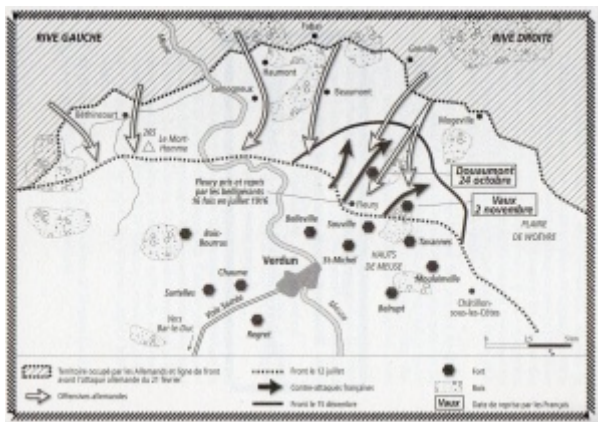 RIVE GAUCHE
RIVE DROITE
Haumont
Samogneux
Beaumont
Béthincourt
Le Mort-
Homme
Mogeville
Douaumont
24 octobre
Vaux
2 novembre
Fleury pris et repris
par les belligérants
16 fois en juillet 1916
Fleury
PLAINE
DE WOËVRE
Bois-
Bourrus
Belleville
Souville
St-Michel
Tavannes
HAUTS
DE MEUSE
Verdun
Chaume
Sartelles
Belrupt
Châtillon-
sous-les-Côtes
Voie Sacrée
Meuse
Vers
Bar-le-Duc
Regret
Territoire occupé par les Allemands et ligne de front
avant l'attaque allemande du 21 février
Offensives allemandes
Front le 12 juillet
Contre-attaques françaises
Front le 15 décembre
Fort
Bois
Vaux
Date de reprise par les Français